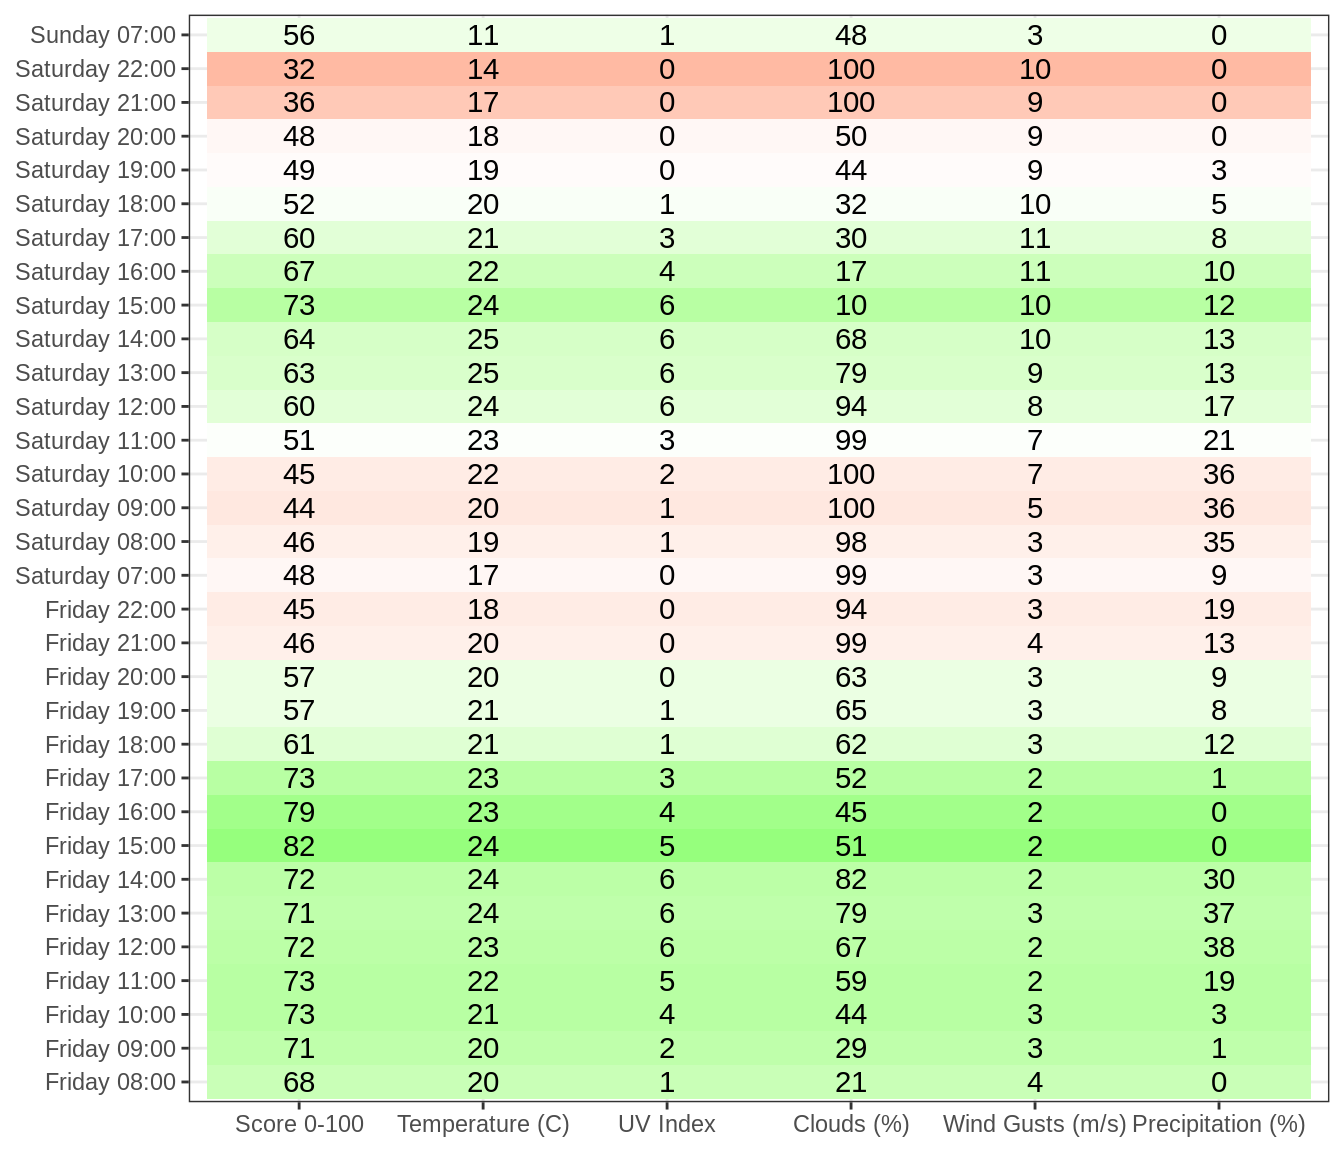 Sunday 07:00 56 11 1 48 3 0
Saturday 22:00 32 14 0 100 10 0
Saturday 21:00 36 17 0 100 9 0
Saturday 20:00 48 18 0 50 9 0
Saturday 19:00 49 19 0 44 9 3
Saturday 18:00 52 20 1 32 10 5
Saturday 17:00 60 21 3 30 11 8
Saturday 16:00 67 22 4 17 11 10
Saturday 15:00 73 24 6 10 10 12
Saturday 14:00 64 25 6 68 10 13
Saturday 13:00 63 25 6 79 9 13
Saturday 12:00 60 24 6 94 8 17
Saturday 11:00 51 23 3 99 7 21
Saturday 10:00 45 22 2 100 7 36
Saturday 09:00 44 20 1 100 5 36
Saturday 08:00 46 19 1 98 3 35
Saturday 07:00 48 17 0 99 3 9
Friday 22:00 45 18 0 94 3 19
Friday 21:00 46 20 0 99 4 13
Friday 20:00 57 20 0 63 3 9
Friday 19:00 57 21 1 65 3 8
Friday 18:00 61 21 1 62 3 12
Friday 17:00 73 23 3 52 2 1
Friday 16:00 79 23 4 45 2 0
Friday 15:00 82 24 5 51 2 0
Friday 14:00 72 24 6 82 2 30
Friday 13:00 71 24 6 79 3 37
Friday 12:00 72 23 6 67 2 38
Friday 11:00 73 22 5 59 2 19
Friday 10:00 73 21 4 44 3 3
Friday 09:00 71 20 2 29 3 1
Friday 08:00 68 20 1 21 4 0
Score 0-100 Temperature (C) UV Index Clouds (%) Wind Gusts (m/s) Precipitation (%)